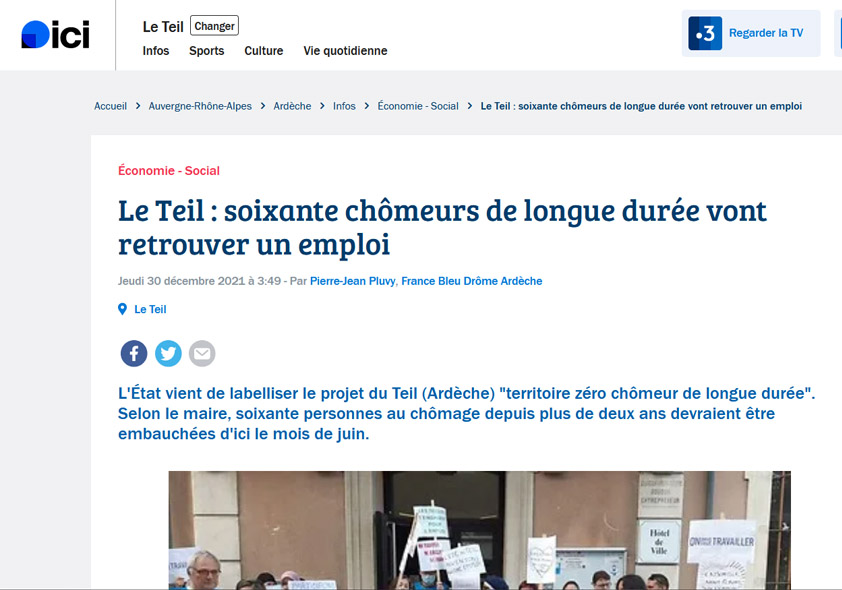 ici
Le Teil Changer
Infos Sports Culture Vie quotidienne
.3 Regarder la TV
Accueil > Auvergne-Rhône-Alpes > Ardèche > Infos > Économie - Social > Le Teil : soixante chômeurs de longue durée vont retrouver un emploi
Économie - Social
Le Teil : soixante chômeurs de longue durée vont
retrouver un emploi
Jeudi 30 décembre 2021 à 3:49 - Par Pierre-Jean Pluvy, France Bleu Drôme Ardèche
Le Teil
L'État vient de labelliser le projet du Teil (Ardèche) "territoire zéro chômeur de longue durée".
Selon le maire, soixante personnes au chômage depuis plus de deux ans devraient être
embauchées d'ici le mois de juin.
Hôtel
de
Ville
TRAVAILLER